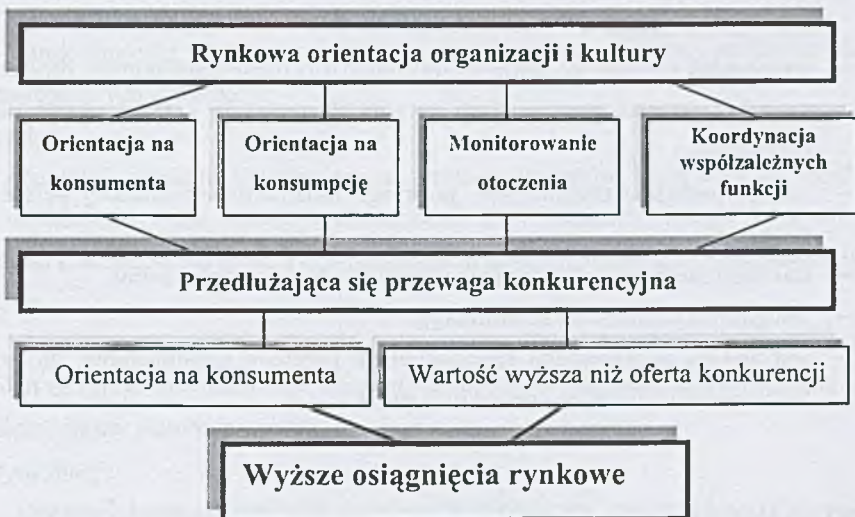 Rynkowa orientacja organizacji i kultury
Orientacja na
konsumenta
Orientacja na
konsumpcję
Monitorowanie
otoczenia
Koordynacja
współzależnych
funkcji
Przedłużająca się przewaga konkurencyjna
Orientacja na konsumenta
Wartość wyższa niż oferta konkurencji
Wyższe osiągnięcia rynkowe